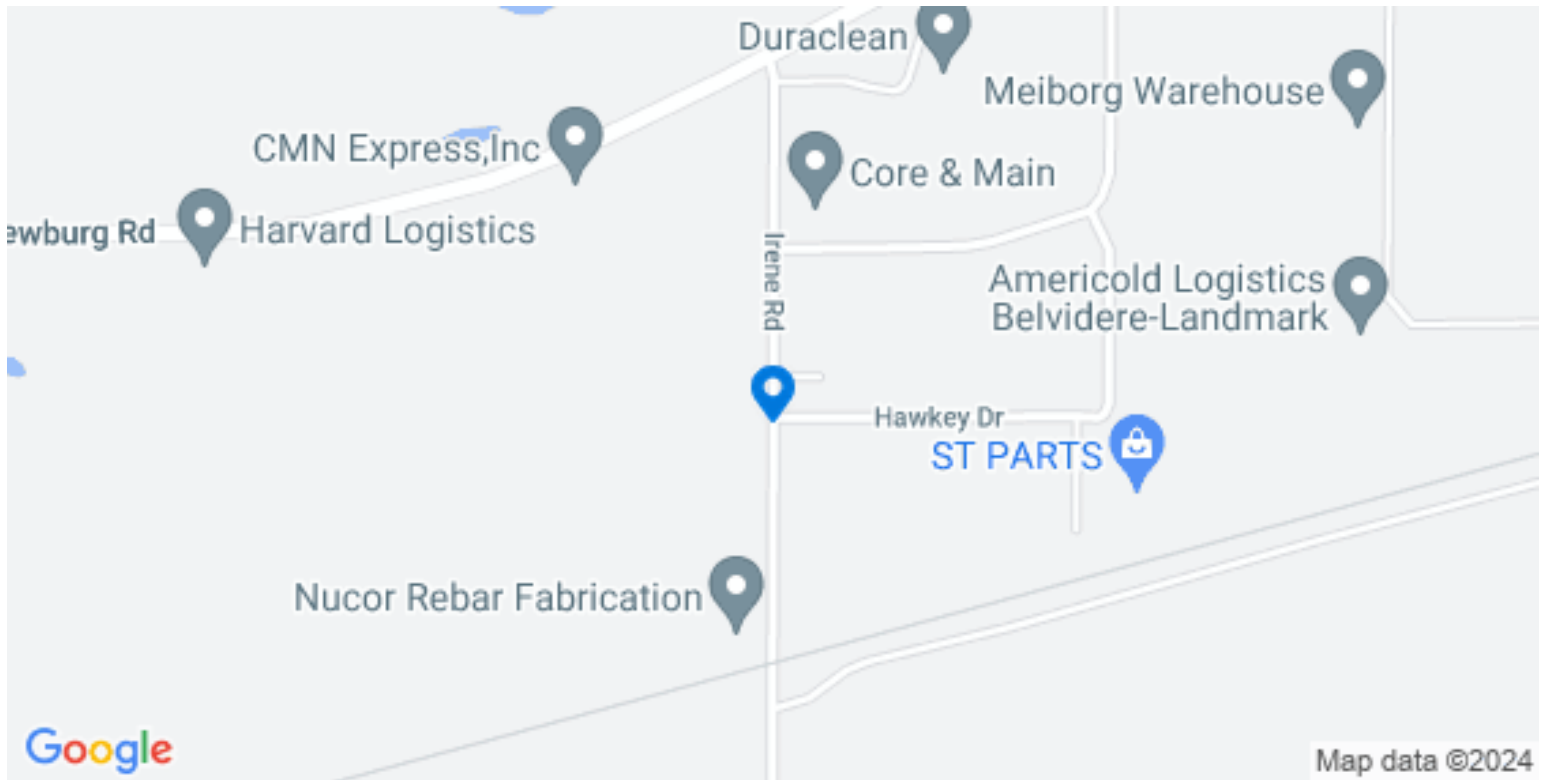 Duraclean
Meiborg Warehouse
CMN Express,Inc
Core & Main
ewburg Rd
Harvard Logistics
Irene Rd
Americold Logistics
Belvidere-Landmark
Hawkey Dr
ST PARTS
Nucor Rebar Fabrication
Google
Map data ©2024